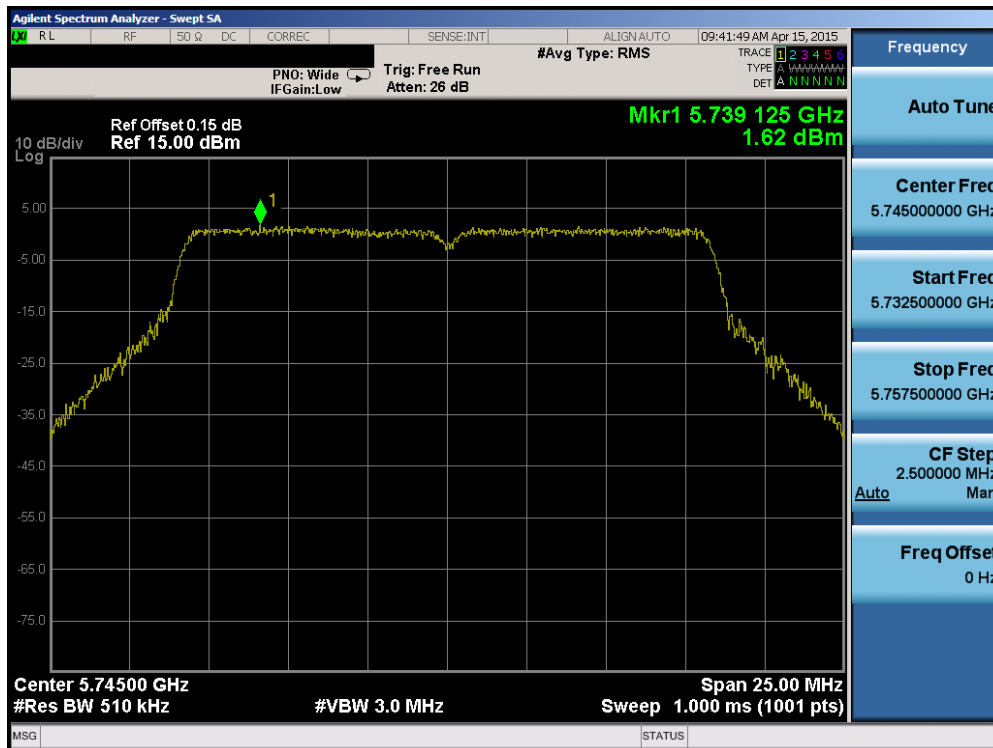 Agilent Spectrum Analyzer - Swept SA
LXI RL RF 50 Ω DC CORREC SENSE:INT ALIGN AUTO 09:41:49 AM Apr 15, 2015
#Avg Type: RMS
TRACE 1 2 3 4 5 6
TYPE A WWWWW
DET A N N N N N
PNO: Wide
IFGain:Low
Trig: Free Run
Atten: 26 dB
Mkr1 5.739 125 GHz
1.62 dBm
Ref Offset 0.15 dB
10 dB/div Ref 15.00 dBm
Log
1
5.00
-5.00
-15.0
-25.0
-35.0
-45.0
-55.0
-65.0
-75.0
Center 5.74500 GHz Span 25.00 MHz
#Res BW 510 kHz #VBW 3.0 MHz Sweep 1.000 ms (1001 pts)
MSG STATUS
Frequency
Auto Tune
Center Freq
5.745000000 GHz
Start Freq
5.732500000 GHz
Stop Freq
5.757500000 GHz
CF Step
2.500000 MHz
Auto Man
Freq Offset
0 Hz